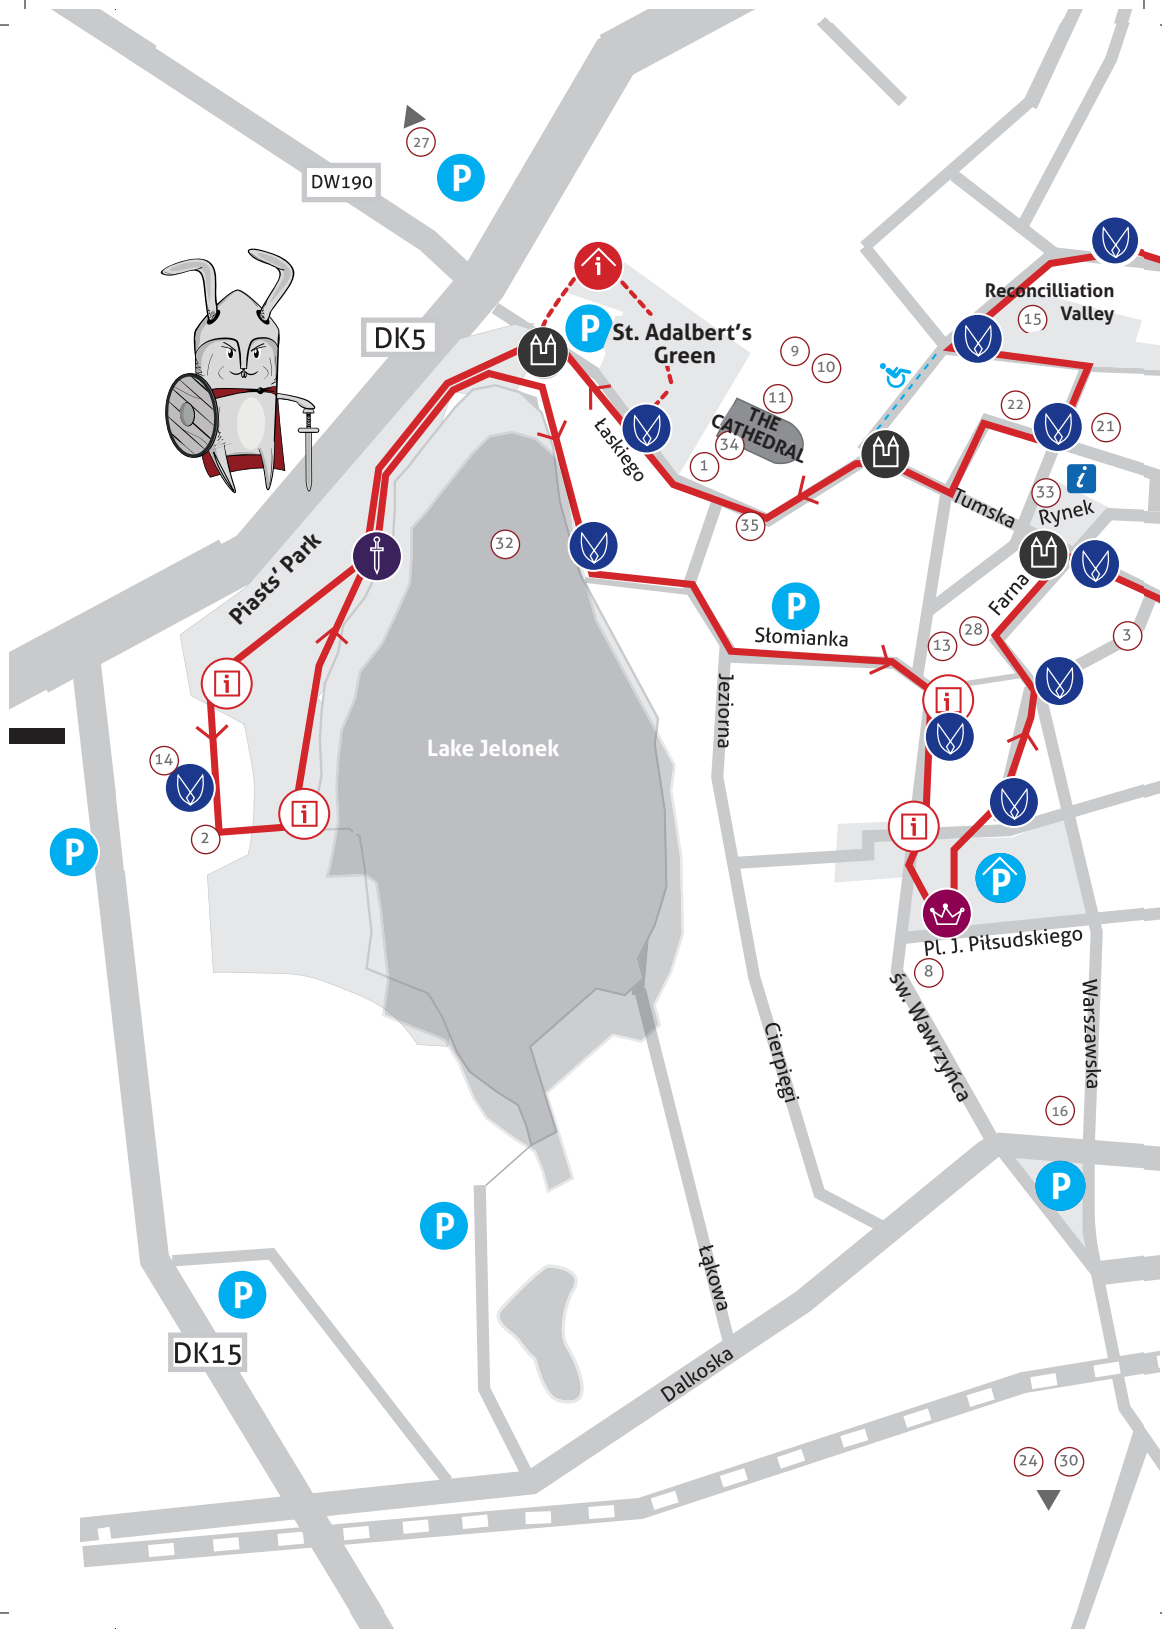 27
P
DW190
i
Reconcilliation
Valley
15
DK5
P
St. Adalbert's
Green
9
10
11
THE
CATHEDRAL
34
1
Łaskiego
22
21
i
33
Rynek
Tumska
35
32
Piasts' Park
P
Słomianka
Farna
28
13
3
i
i
Jeziorna
Lake Jelonek
14
2
i
i
P
P
Pl. J. Piłsudskiego
8
św. Wawrzyńca
Warszawska
Cierpięgi
16
P
P
Łąkowa
P
DK15
Dalkoska
24
30